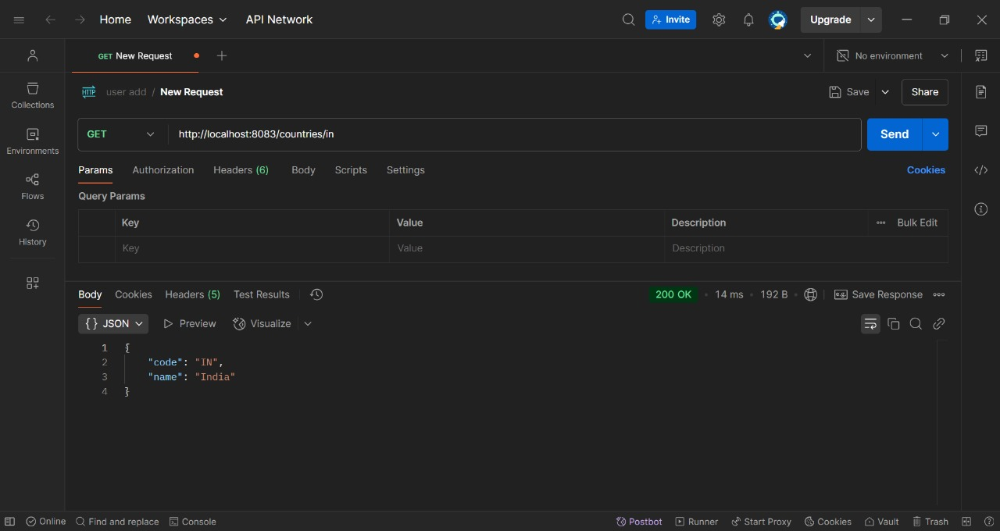 Home Workspaces API Network Invite Upgrade
GET New Request No environment
HTTP user add / New Request Save Share
Collections
GET http://localhost:8083/countries/in Send
Environments
Params Authorization Headers (6) Body Scripts Settings Cookies
Flows
Query Params
Key Value Description Bulk Edit
History
Key Value Description
Body Cookies Headers (5) Test Results 200 OK 14 ms 192 B e.g. Save Response
{} JSON Preview Visualize
1 {
2 "code": "IN",
3 "name": "India"
4 }
Online Find and replace Console Postbot Runner Start Proxy Cookies Vault Trash